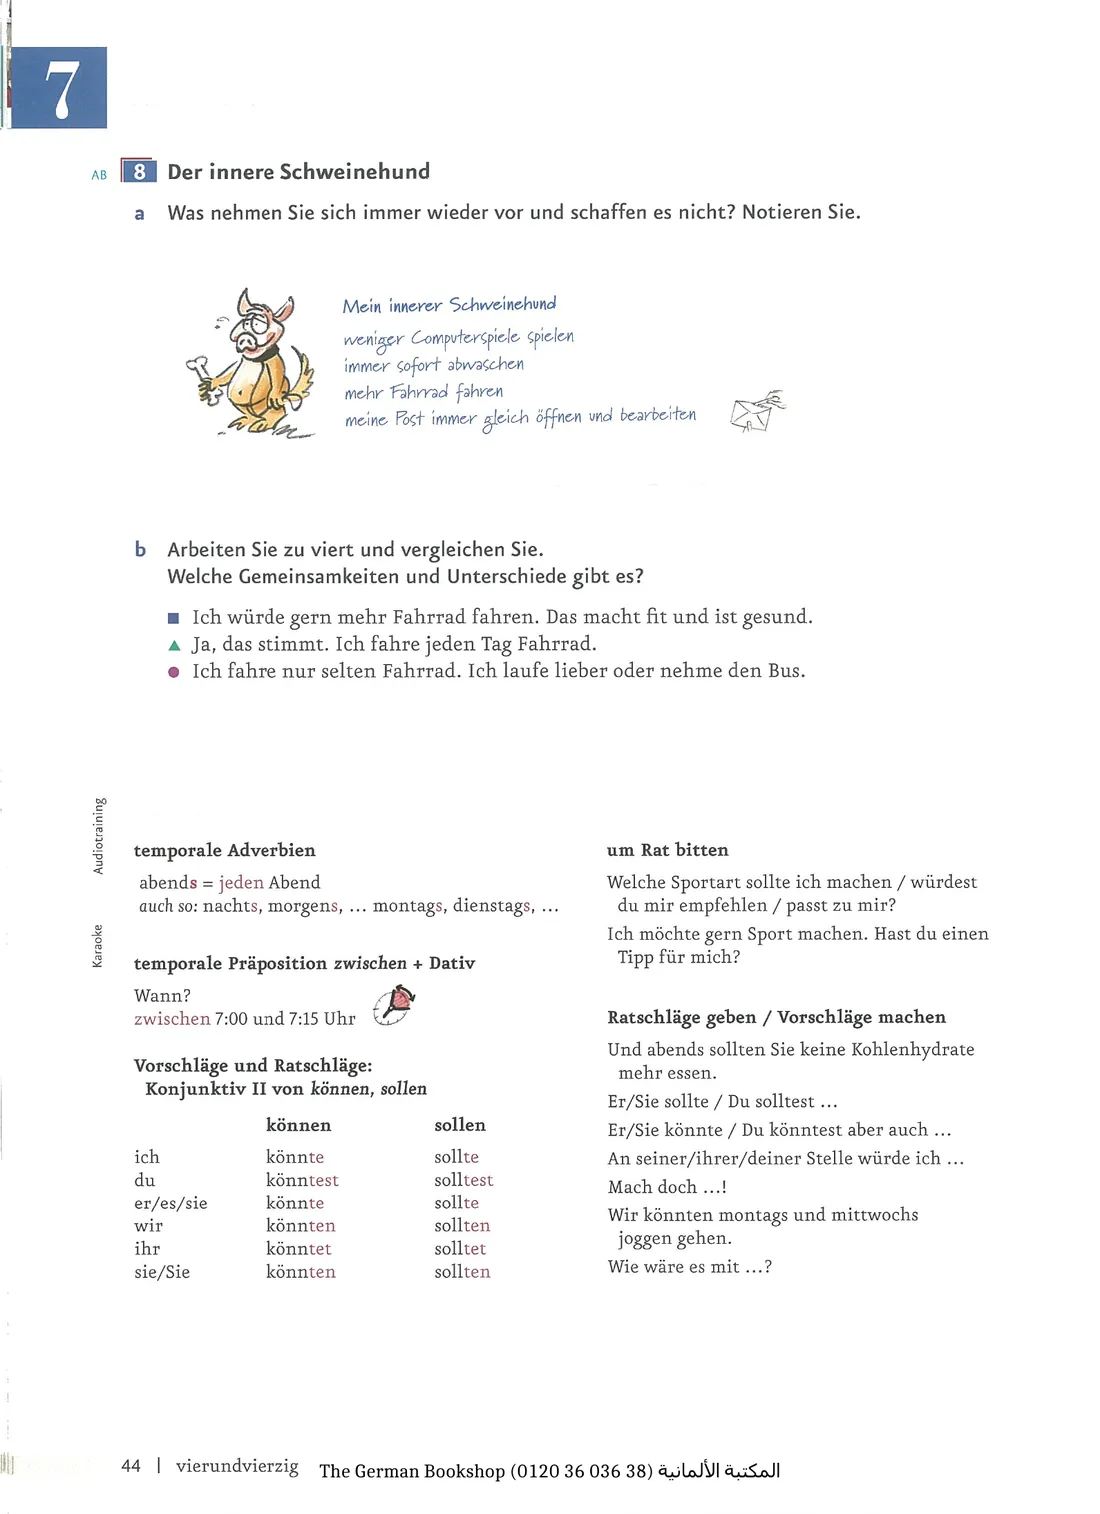 7
AB 8 Der innere Schweinehund
a Was nehmen Sie sich immer wieder vor und schaffen es nicht? Notieren Sie.
Mein innerer Schweinehund
weniger Computerspiele spielen
immer sofort abwaschen
mehr Fahrrad fahren
meine Post immer gleich öffnen und bearbeiten
b Arbeiten Sie zu viert und vergleichen Sie.
Welche Gemeinsamkeiten und Unterschiede gibt es?
■ Ich würde gern mehr Fahrrad fahren. Das macht fit und ist gesund.
▲ Ja, das stimmt. Ich fahre jeden Tag Fahrrad.
● Ich fahre nur selten Fahrrad. Ich laufe lieber oder nehme den Bus.
Audiotraining
Karaoke
temporale Adverbien
abends = jeden Abend
auch so: nachts, morgens, ... montags, dienstags, ...
temporale Präposition zwischen + Dativ
Wann?
zwischen 7:00 und 7:15 Uhr
Vorschläge und Ratschläge:
Konjunktiv II von können, sollen
können sollen
ich könnte sollte
du könntest solltest
er/es/sie könnte sollte
wir könnten sollten
ihr könntet solltet
sie/Sie könnten sollten
um Rat bitten
Welche Sportart sollte ich machen / würdest
du mir empfehlen / passt zu mir?
Ich möchte gern Sport machen. Hast du einen
Tipp für mich?
Ratschläge geben / Vorschläge machen
Und abends sollten Sie keine Kohlenhydrate
mehr essen.
Er/Sie sollte / Du solltest ...
Er/Sie könnte / Du könntest aber auch ...
An seiner/ihrer/deiner Stelle würde ich ...
Mach doch ...!
Wir könnten montags und mittwochs
joggen gehen.
Wie wäre es mit ...?
44 | vierundvierzig
The German Bookshop (0120 36 036 38) المكتبة الألمانية